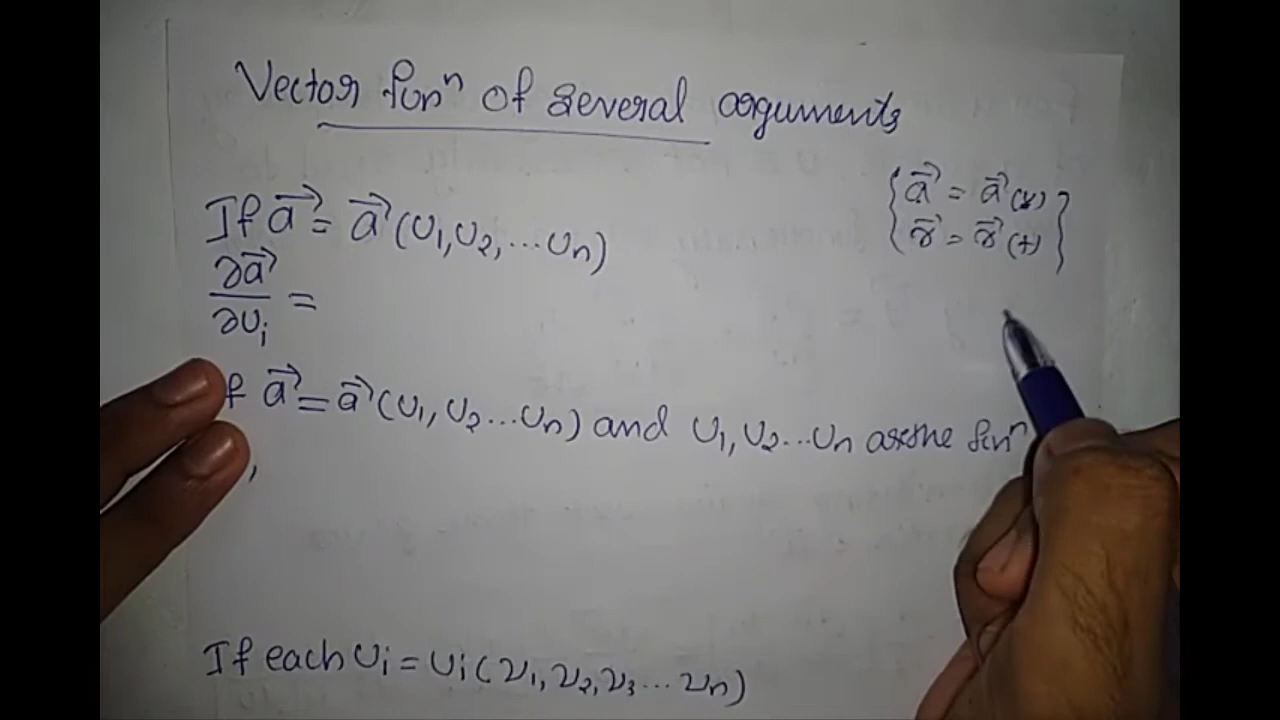 Vector funⁿ of several arguments
{a⃗ = a⃗(x)
r⃗ = r⃗(t)}
If a⃗ = a⃗(u₁,u₂,...uₙ)
∂a⃗/∂uᵢ =
f a⃗ = a⃗(u₁,u₂...uₙ) and u₁,u₂...uₙ are the funⁿ
,
If each uᵢ = uᵢ(v₁,v₂,v₃...vₙ)